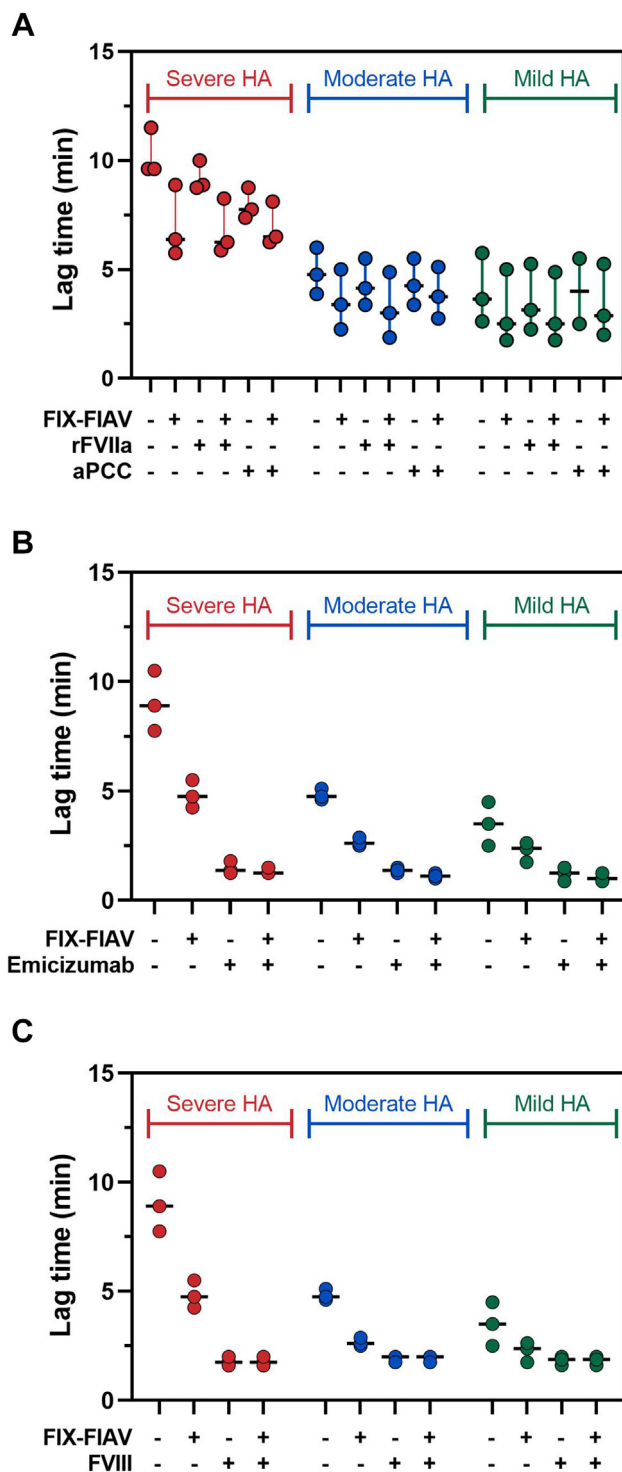 A
15
Severe HA Moderate HA Mild HA
10
5
0
Lag time (min)
FIX-FIAV - + - + - + - + - + - + - + - + - +
rFVIIa - - + + - - - - + + - - - - + + - -
aPCC - - - - + + - - - - + + - - - - + +
B
15
Severe HA Moderate HA Mild HA
10
5
0
Lag time (min)
FIX-FIAV - + - + - + - + - + - +
Emicizumab - - + + - - + + - - + +
C
15
Severe HA Moderate HA Mild HA
10
5
0
Lag time (min)
FIX-FIAV - + - + - + - + - + - +
FVIII - - + + - - + + - - + +